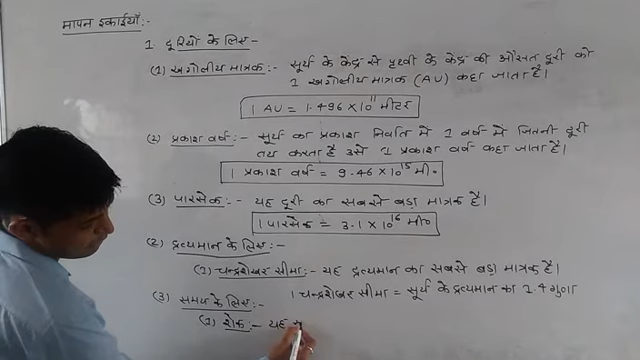 मापन इकाईयाँ:-
1. दूरियो के लिए -
(1) खगोलीय मात्रक:- सूर्य के केंद्र से पृथ्वी के केंद्र की औसत दूरी को
1 खगोलीय मात्रक (AU) कहा जाता है।
1 AU = 1.496 × 10¹¹ मीटर
(2) प्रकाश वर्ष:- सूर्य का प्रकाश निर्वात में 1 वर्ष में जितनी दूरी
तय करता है उसे 1 प्रकाश वर्ष कहा जाता है।
1 प्रकाश वर्ष = 9.46 × 10¹⁵ मी०
(3) पारसेक:- यह दूरी का सबसे बड़ा मात्रक है।
1 पारसेक = 3.1 × 10¹⁶ मी०
(2) द्रव्यमान के लिए:-
(1) चन्द्रशेखर सीमा:- यह द्रव्यमान का सबसे बड़ा मात्रक है।
1 चन्द्रशेखर सीमा = सूर्य के द्रव्यमान का 1.4 गुणा
(3) समय के लिए:-
(1) शेक:- यह